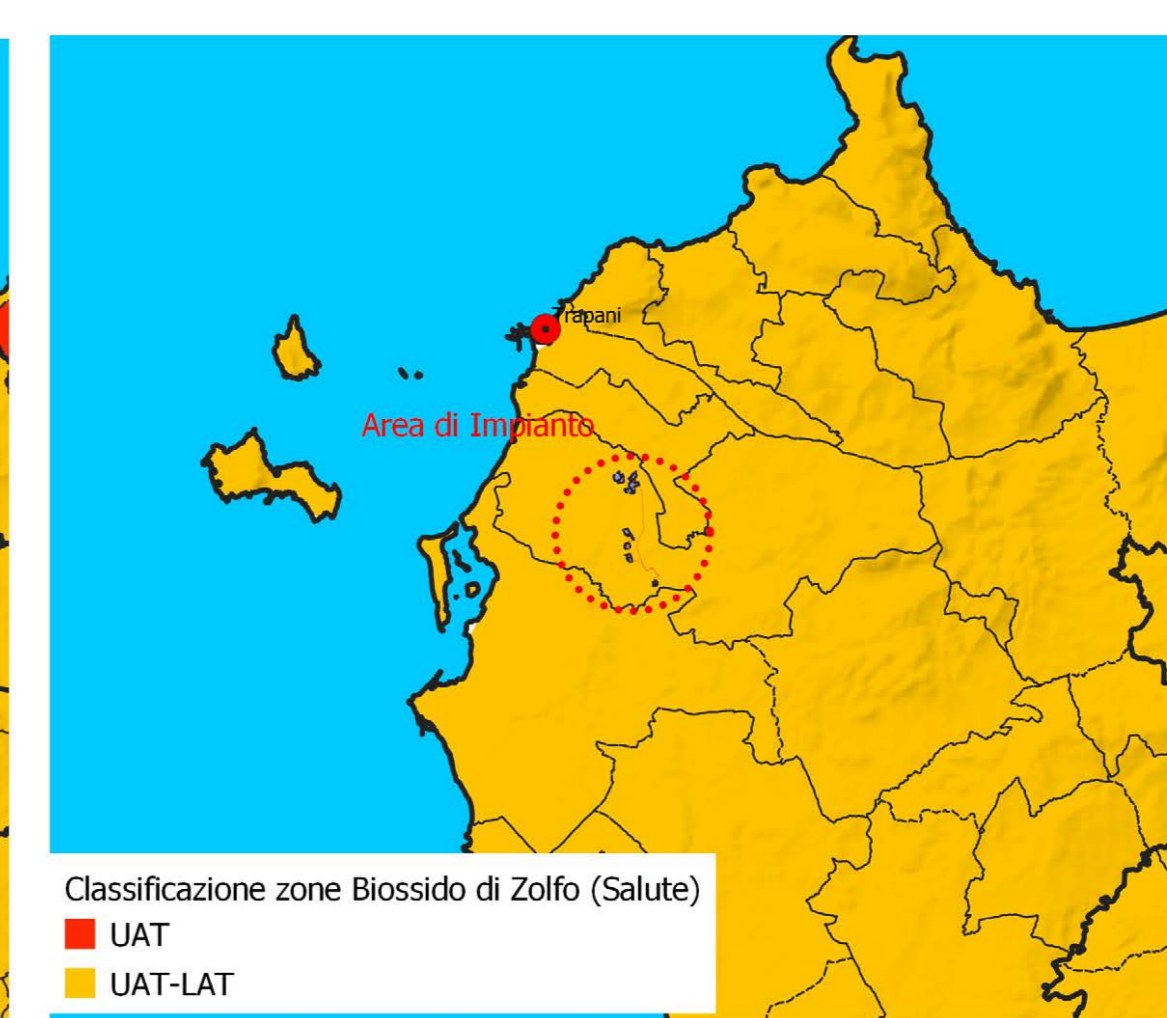 Trapani
Area di Impianto
Classificazione zone Biossido di Zolfo (Salute)
UAT
UAT-LAT